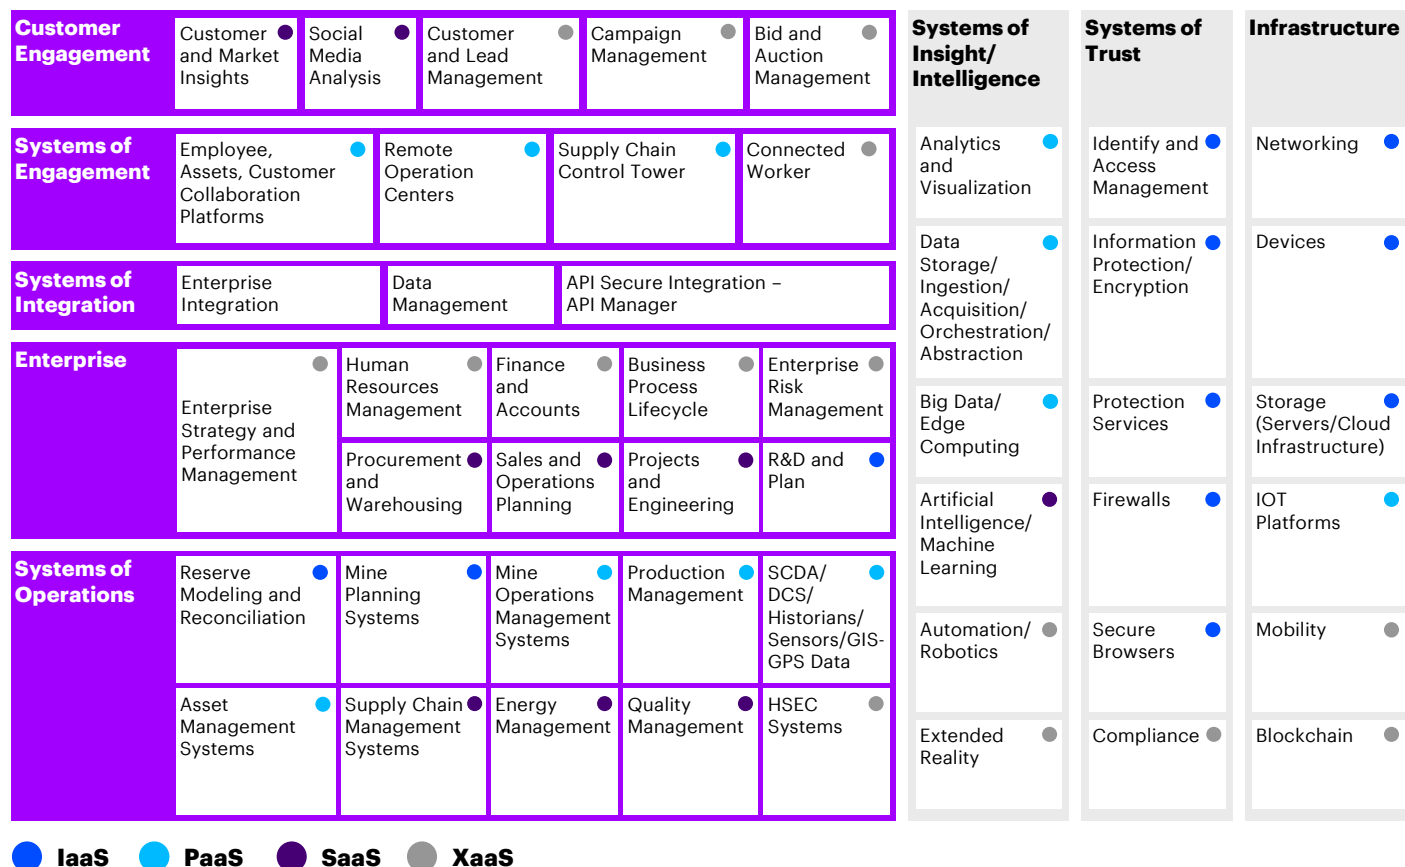 Customer
Engagement
Customer
and Market
Insights
Social
Media
Analysis
Customer
and Lead
Management
Campaign
Management
Bid and
Auction
Management
Systems of
Engagement
Employee,
Assets, Customer
Collaboration
Platforms
Remote
Operation
Centers
Supply Chain
Control Tower
Connected
Worker
Systems of
Integration
Enterprise
Integration
Data
Management
API Secure Integration –
API Manager
Enterprise
Enterprise
Strategy and
Performance
Management
Human
Resources
Management
Finance
and
Accounts
Business
Process
Lifecycle
Enterprise
Risk
Management
Procurement
and
Warehousing
Sales and
Operations
Planning
Projects
and
Engineering
R&D and
Plan
Systems of
Operations
Reserve
Modeling and
Reconciliation
Mine
Planning
Systems
Mine
Operations
Management
Systems
Production
Management
SCDA/
DCS/
Historians/
Sensors/GIS-
GPS Data
Asset
Management
Systems
Supply Chain
Management
Systems
Energy
Management
Quality
Management
HSEC
Systems
Systems of
Insight/
Intelligence
Analytics
and
Visualization
Data
Storage/
Ingestion/
Acquisition/
Orchestration/
Abstraction
Big Data/
Edge
Computing
Artificial
Intelligence/
Machine
Learning
Automation/
Robotics
Extended
Reality
Systems of
Trust
Identify and
Access
Management
Information
Protection/
Encryption
Protection
Services
Firewalls
Secure
Browsers
Compliance
Infrastructure
Networking
Devices
Storage
(Servers/Cloud
Infrastructure)
IOT
Platforms
Mobility
Blockchain
IaaS PaaS SaaS XaaS